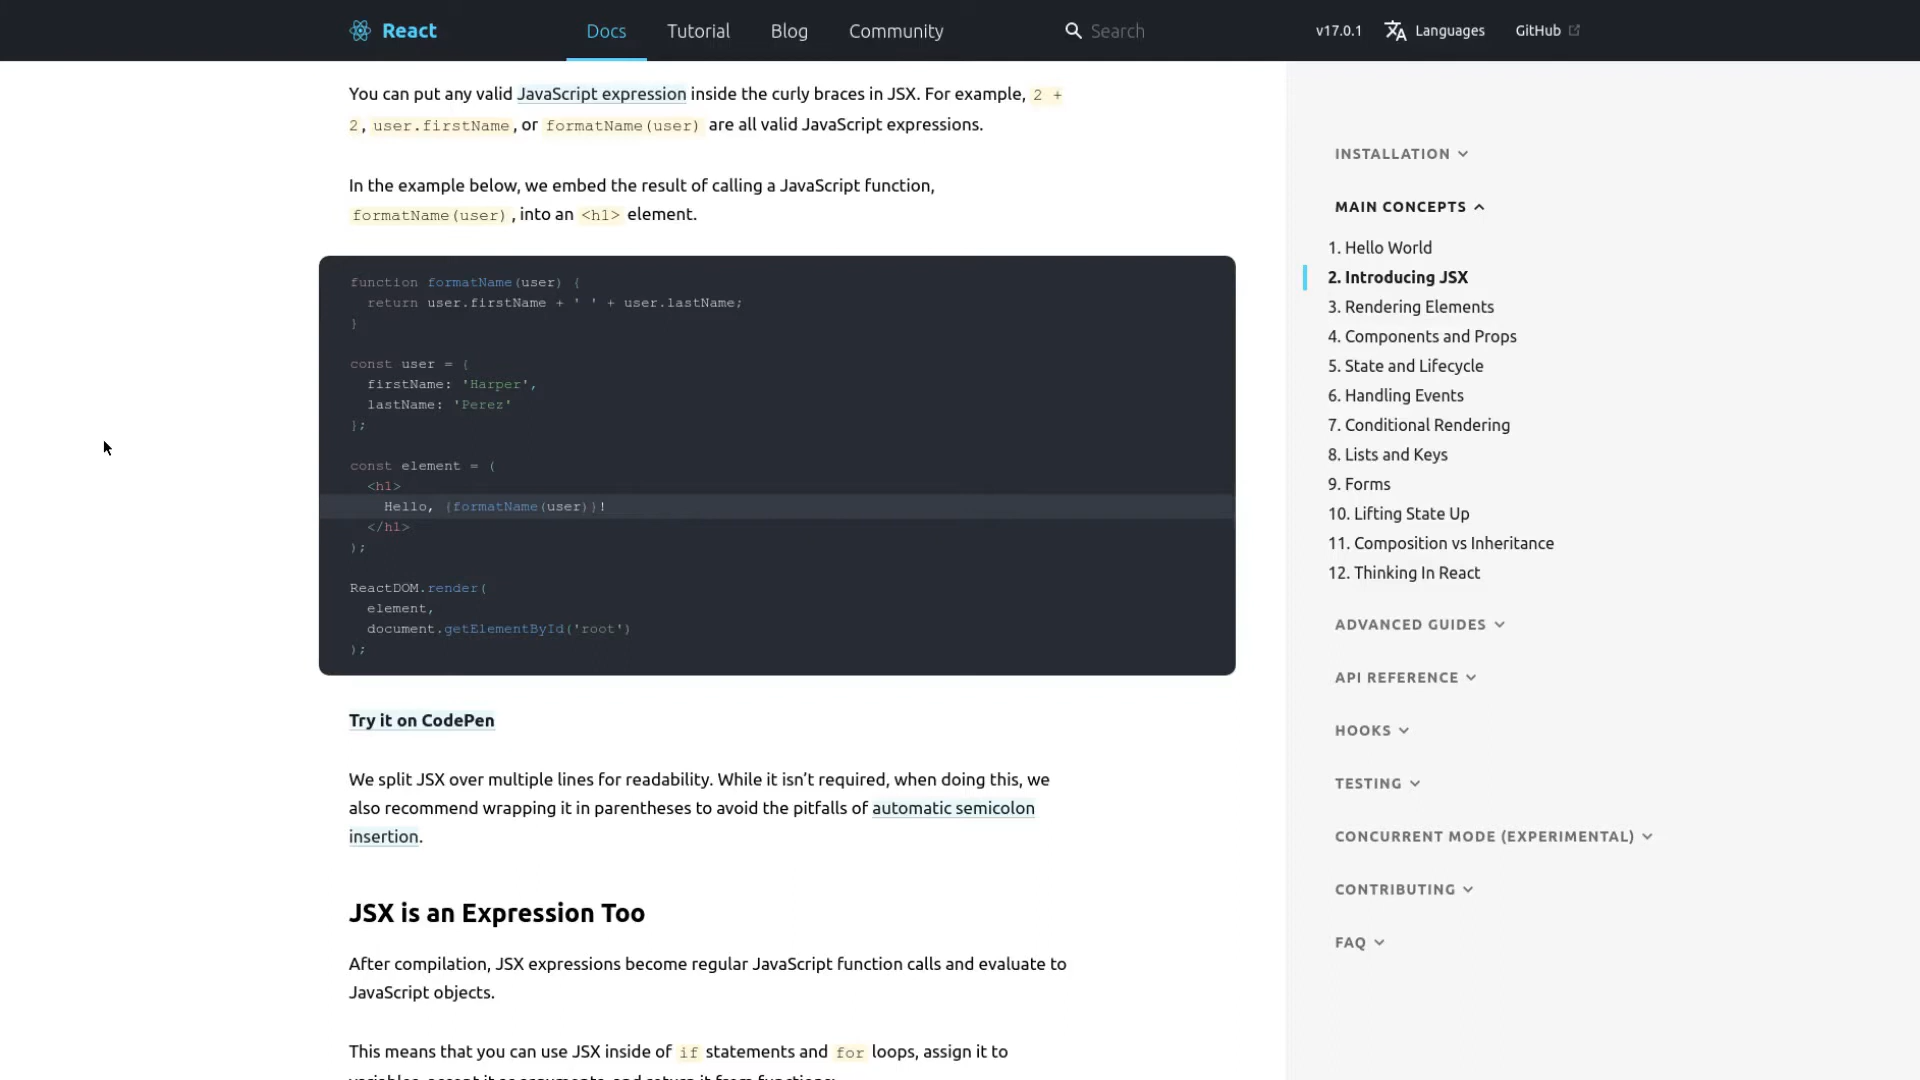 React
Docs
Tutorial
Blog
Community
Search
v17.0.1
Languages
GitHub
You can put any valid JavaScript expression inside the curly braces in JSX. For example, 2 +
2, user.firstName, or formatName(user) are all valid JavaScript expressions.
In the example below, we embed the result of calling a JavaScript function,
formatName(user), into an <h1> element.
function formatName(user) {
  return user.firstName + ' ' + user.lastName;
}
const user = {
  firstName: 'Harper',
  lastName: 'Perez'
};
const element = (
  <h1>
    Hello, {formatName(user)}!
  </h1>
);
ReactDOM.render(
  element,
  document.getElementById('root')
);
Try it on CodePen
We split JSX over multiple lines for readability. While it isn’t required, when doing this, we
also recommend wrapping it in parentheses to avoid the pitfalls of automatic semicolon
insertion.
JSX is an Expression Too
After compilation, JSX expressions become regular JavaScript function calls and evaluate to
JavaScript objects.
This means that you can use JSX inside of if statements and for loops, assign it to
variables, accept it as arguments, and return it from functions:
INSTALLATION
MAIN CONCEPTS
1. Hello World
2. Introducing JSX
3. Rendering Elements
4. Components and Props
5. State and Lifecycle
6. Handling Events
7. Conditional Rendering
8. Lists and Keys
9. Forms
10. Lifting State Up
11. Composition vs Inheritance
12. Thinking In React
ADVANCED GUIDES
API REFERENCE
HOOKS
TESTING
CONCURRENT MODE (EXPERIMENTAL)
CONTRIBUTING
FAQ